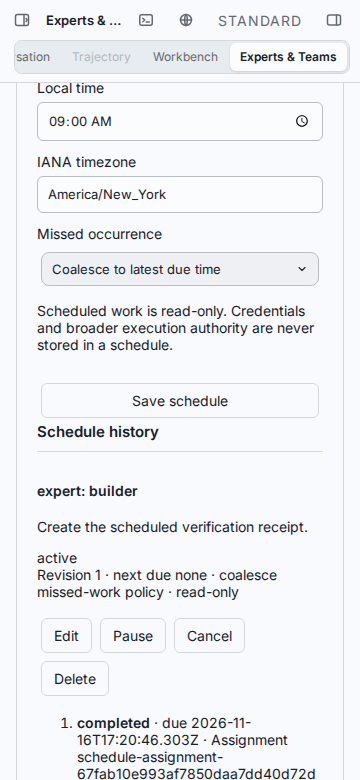 Experts & ...
STANDARD
sation
Trajectory
Workbench
Experts & Teams
Local time
09:00 AM
IANA timezone
America/New_York
Missed occurrence
Coalesce to latest due time
Scheduled work is read-only. Credentials
and broader execution authority are never
stored in a schedule.
Save schedule
Schedule history
expert: builder
Create the scheduled verification receipt.
active
Revision 1 · next due none · coalesce
missed-work policy · read-only
Edit
Pause
Cancel
Delete
1. completed · due 2026-11-
16T17:20:46.303Z · Assignment
schedule-assignment-
67fab10e993af7850daa7dd40d72d